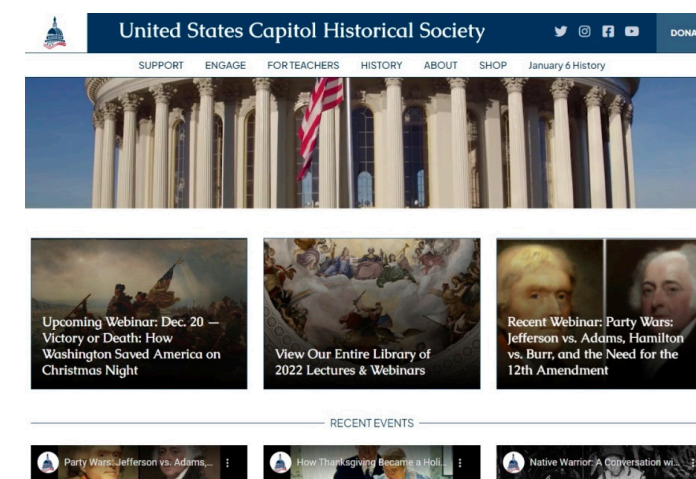 United States Capitol Historical Society
DONA
SUPPORT ENGAGE FOR TEACHERS HISTORY ABOUT SHOP January 6 History
Upcoming Webinar: Dec. 20 —
Victory or Death: How
Washington Saved America on
Christmas Night
View Our Entire Library of
2022 Lectures & Webinars
Recent Webinar: Party Wars:
Jefferson vs. Adams, Hamilton
vs. Burr, and the Need for the
12th Amendment
RECENT EVENTS
Party Wars: Jefferson vs. Adams,...
How Thanksgiving Became a Holi...
Native Warrior: A Conversation wi...